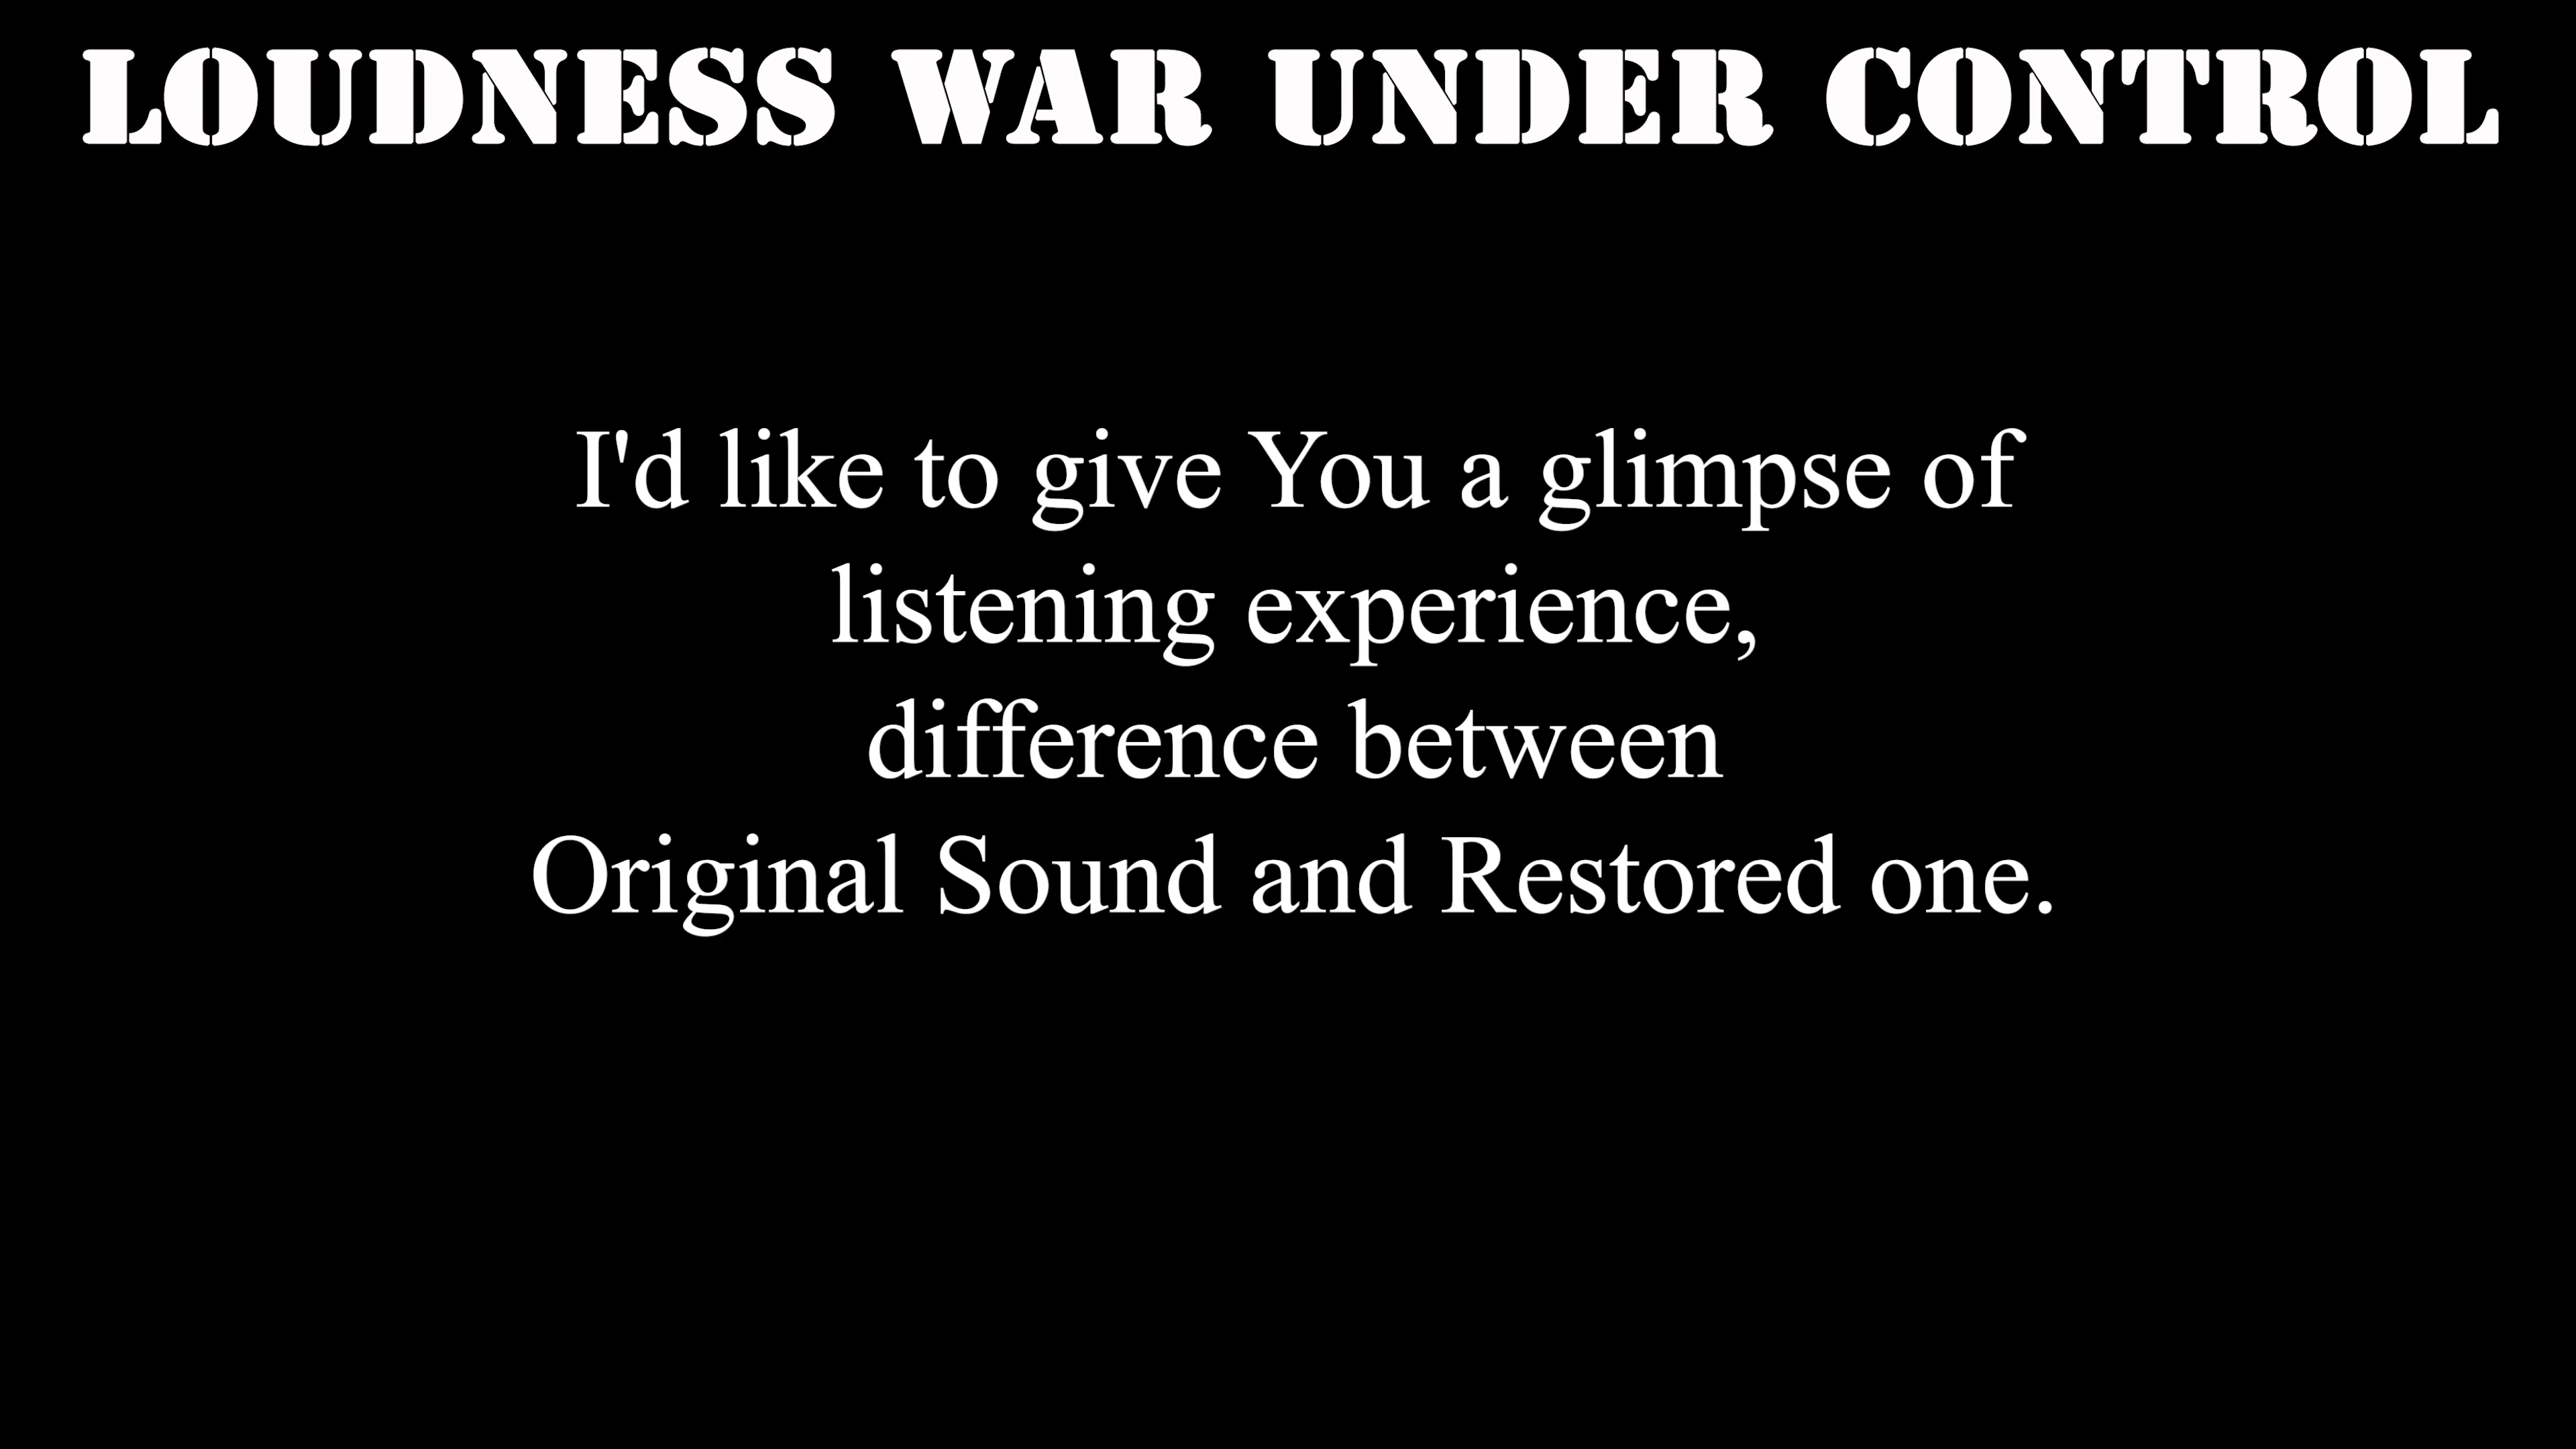 LOUDNESS WAR UNDER CONTROL
I'd like to give You a glimpse of
listening experience,
difference between
Original Sound and Restored one.